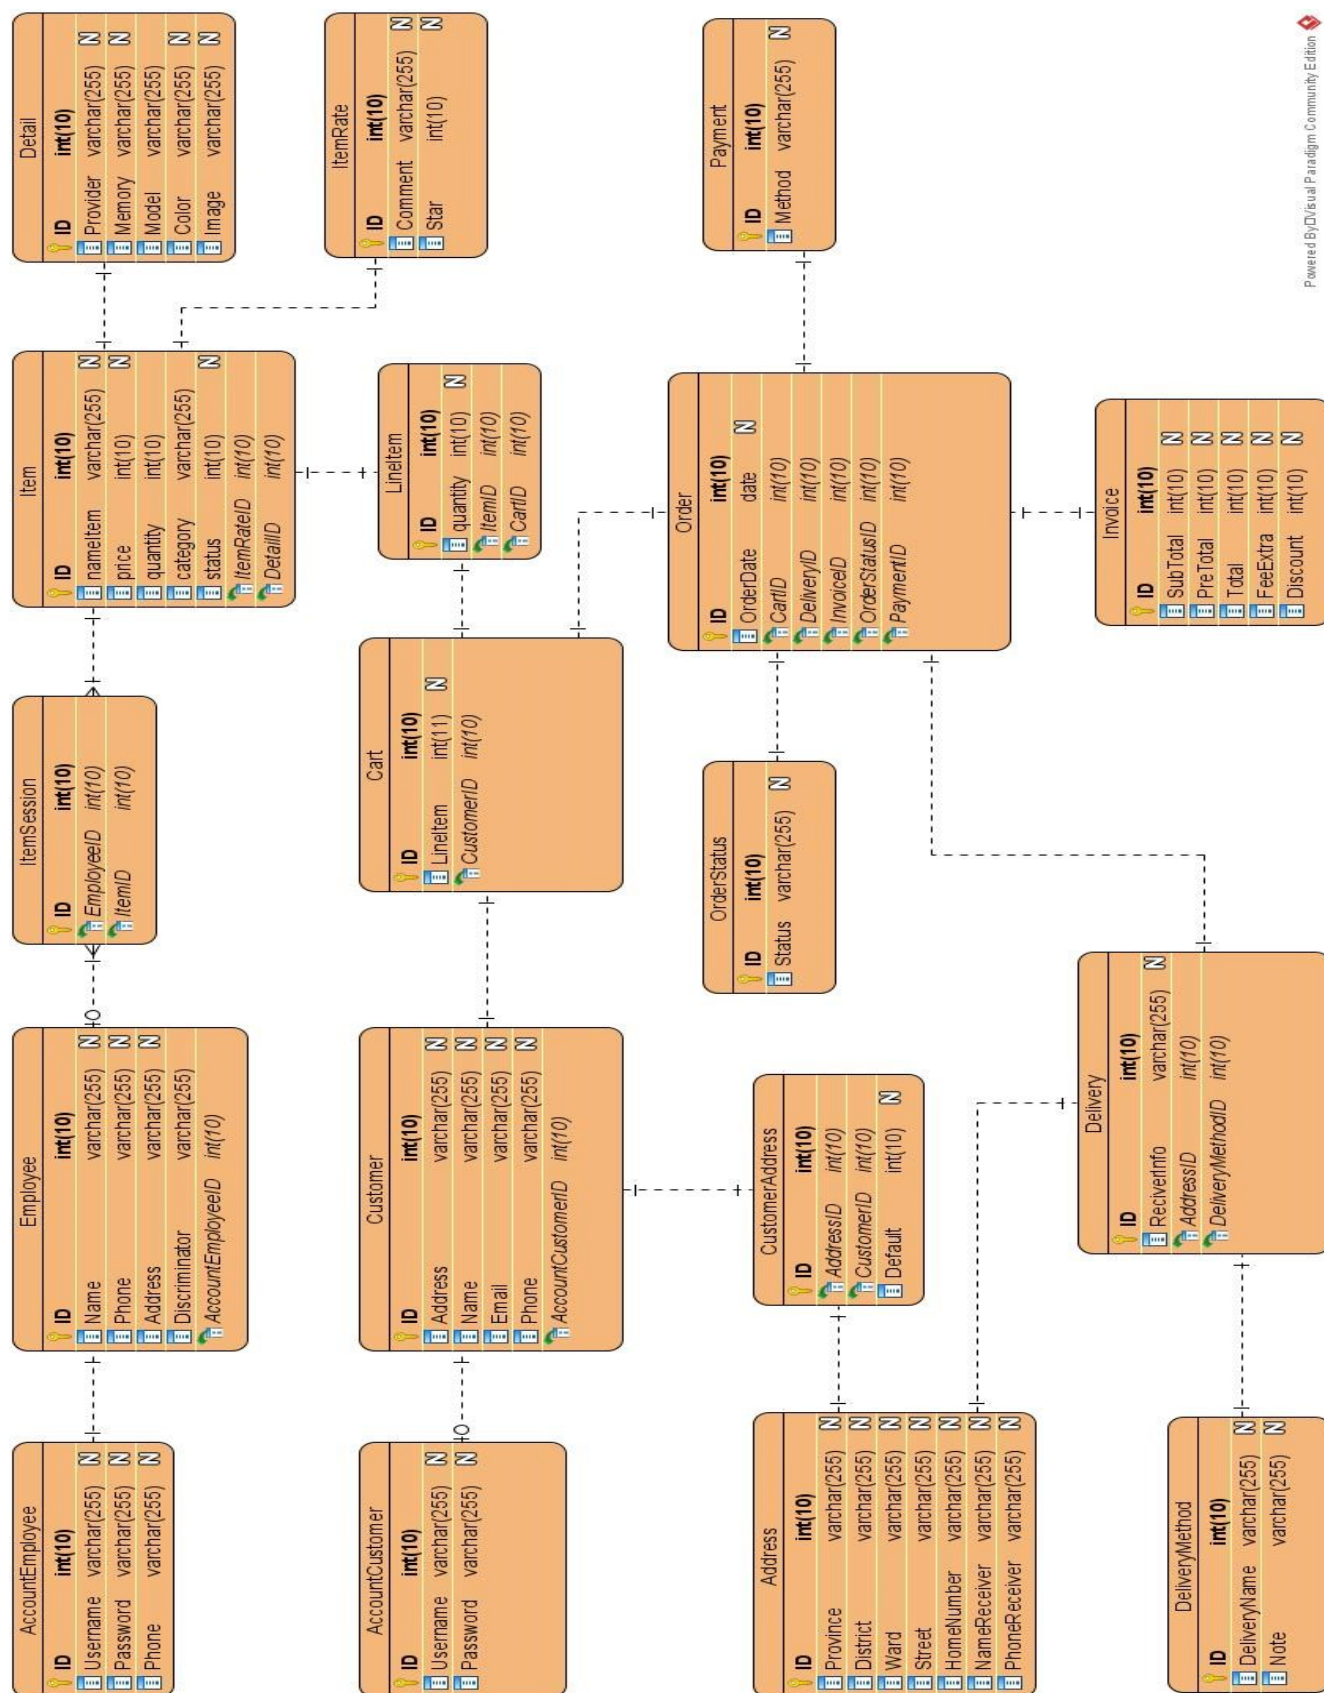 AccountEmployee
ID int(10)
Username varchar(255) N
Password varchar(255) N
Phone varchar(255) N
Employee
ID int(10)
Name varchar(255) N
Phone varchar(255) N
Address varchar(255) N
Discriminator varchar(255)
AccountEmployeeID int(10)
ItemSession
ID int(10)
EmployeeID int(10)
ItemID int(10)
Item
ID int(10)
nameItem varchar(255) N
price int(10) N
quantity int(10)
category varchar(255)
status int(10) N
ItemRateID int(10)
DetailID int(10)
Detail
ID int(10)
Provider varchar(255) N
Memory varchar(255) N
Model varchar(255)
Color varchar(255) N
Image varchar(255) N
ItemRate
ID int(10)
Comment varchar(255) N
Star int(10) N
AccountCustomer
ID int(10)
Username varchar(255) N
Password varchar(255) N
Customer
ID int(10)
Address varchar(255) N
Name varchar(255) N
Email varchar(255) N
Phone varchar(255) N
AccountCustomerID int(10)
Cart
ID int(10)
LineItem int(11) N
CustomerID int(10)
LineItem
ID int(10)
quantity int(10) N
ItemID int(10)
CartID int(10)
Address
ID int(10)
Province varchar(255) N
District varchar(255) N
Ward varchar(255) N
Street varchar(255) N
HomeNumber varchar(255) N
NameReceiver varchar(255) N
PhoneReceiver varchar(255) N
CustomerAddress
ID int(10)
AddressID int(10)
CustomerID int(10)
Default int(10) N
OrderStatus
ID int(10)
Status varchar(255) N
Order
ID int(10)
OrderDate date N
CartID int(10)
DeliveryID int(10)
InvoiceID int(10)
OrderStatusID int(10)
PaymentID int(10)
Payment
ID int(10)
Method varchar(255) N
DeliveryMethod
ID int(10)
DeliveryName varchar(255) N
Note varchar(255) N
Delivery
ID int(10)
ReciverInfo varchar(255) N
AddressID int(10)
DeliveryMethodID int(10)
Invoice
ID int(10)
SubTotal int(10) N
PreTotal int(10) N
Total int(10) N
FeeExtra int(10) N
Discount int(10) N
Powered By Visual Paradigm Community Edition